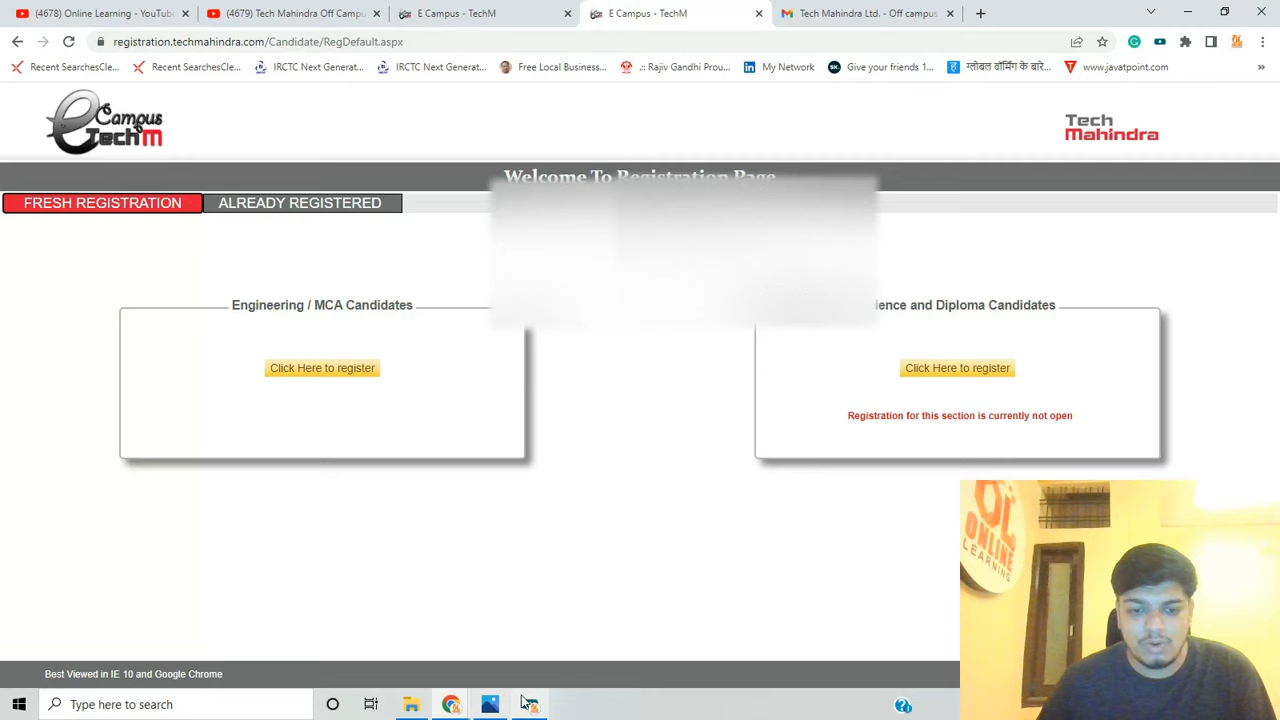 (4678) Online Learning - YouTub
(4679) Tech Mahindra Off Campu
E Campus - TechM
E Campus - TechM
Tech Mahindra Ltd. - Off campus
registration.techmahindra.com/Candidate/RegDefault.aspx
Recent SearchesCle...
Recent SearchesCle...
IRCTC Next Generat...
IRCTC Next Generat...
Free Local Business...
.:: Rajiv Gandhi Prou...
My Network
Give your friends 1...
ग्लोबल वॉर्मिंग के बारे...
www.javatpoint.com
e Campus
TechM
Tech
Mahindra
Welcome To Registration Page
FRESH REGISTRATION
ALREADY REGISTERED
Engineering / MCA Candidates
Click Here to register
ience and Diploma Candidates
Click Here to register
Registration for this section is currently not open
OL
ONLINE
LEARNING
Best Viewed in IE 10 and Google Chrome
Type here to search